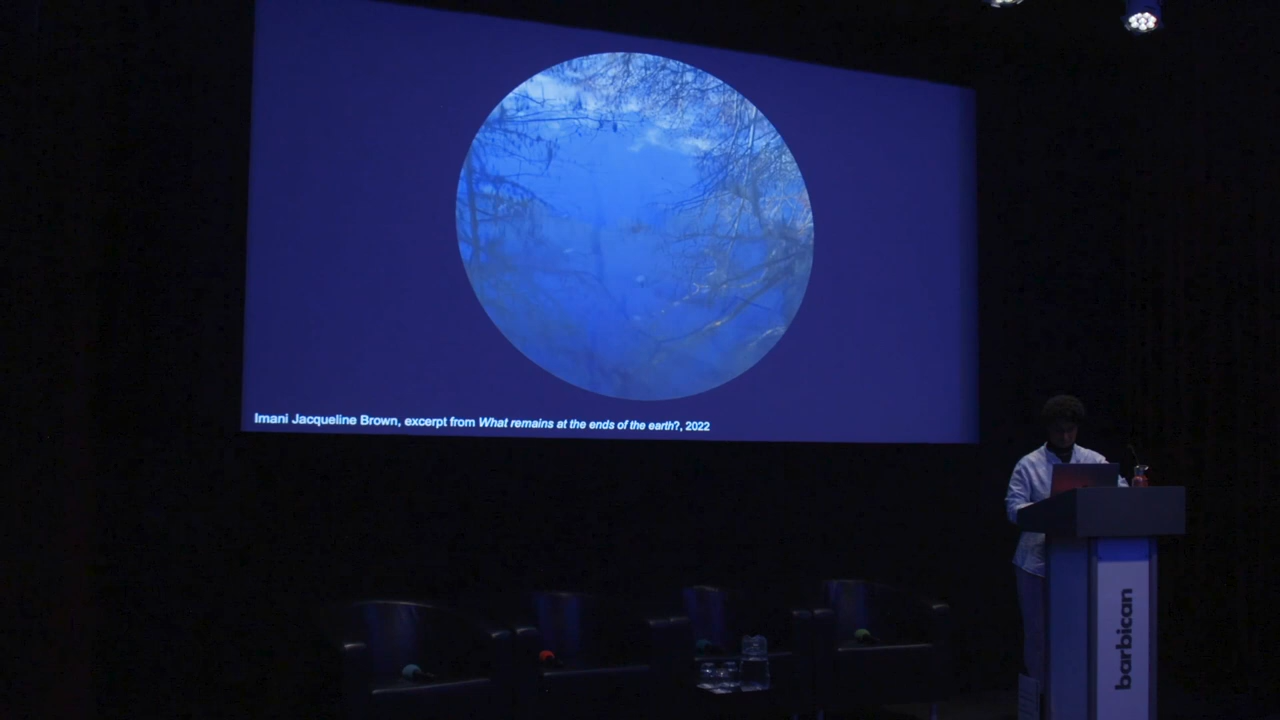 Imani Jacqueline Brown, excerpt from What remains at the ends of the earth?, 2022
barbican